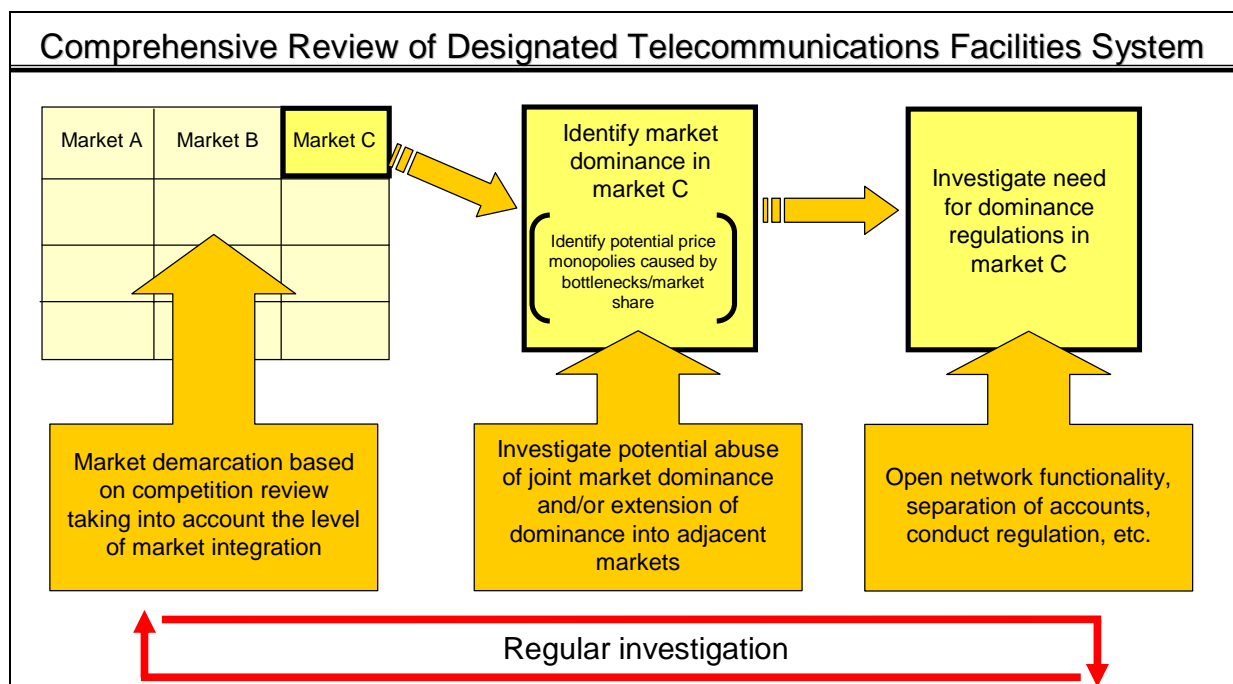 Comprehensive Review of Designated Telecommunications Facilities System
Market A
Market B
Market C
Identify market
dominance in
market C
Identify potential price
monopolies caused by
bottlenecks/market
share
Investigate need
for dominance
regulations in
market C
Market demarcation based
on competition review
taking into account the level
of market integration
Investigate potential abuse
of joint market dominance
and/or extension of
dominance into adjacent
markets
Open network functionality,
separation of accounts,
conduct regulation, etc.
Regular investigation